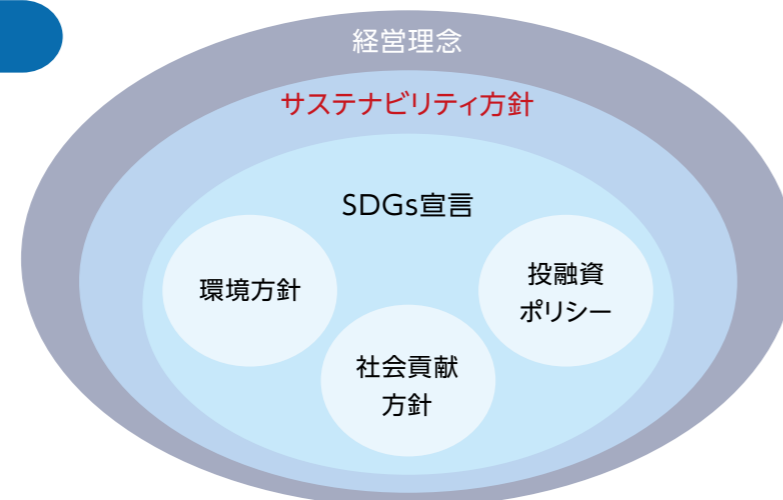 経営理念
サステナビリティ方針
SDGs宣言
環境方針
投融資
ポリシー
社会貢献
方針